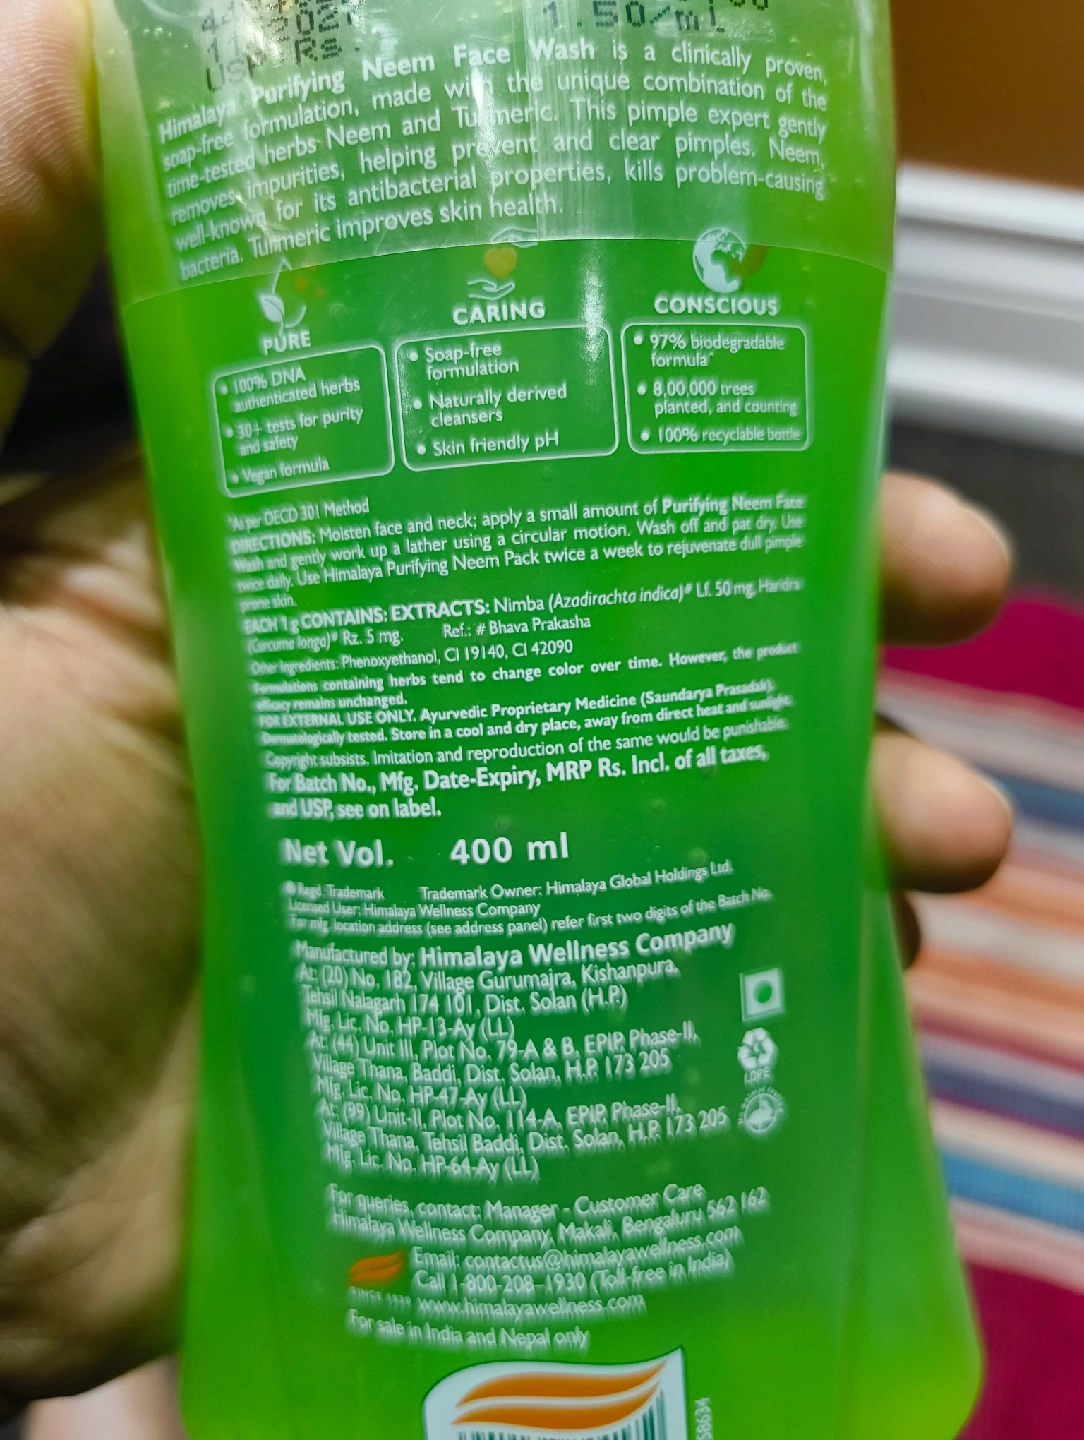 1.50/ml
Himalaya Purifying Neem Face Wash is a clinically proven,
soap-free formulation, made with the unique combination of the
time-tested herbs Neem and Turmeric. This pimple expert gently
removes impurities, helping prevent and clear pimples. Neem,
well-known for its antibacterial properties, kills problem-causing
bacteria. Turmeric improves skin health.
PURE
• 100% DNA
authenticated herbs
• 30+ tests for purity
and safety
• Vegan formula
CARING
• Soap-free
formulation
• Naturally derived
cleansers
• Skin friendly pH
CONSCIOUS
• 97% biodegradable
formula^
• 8,00,000 trees
planted, and counting
• 100% recyclable bottle
^As per OECD 301 Method
DIRECTIONS: Moisten face and neck; apply a small amount of Purifying Neem Face
Wash and gently work up a lather using a circular motion. Wash off and pat dry. Use
twice daily. Use Himalaya Purifying Neem Pack twice a week to rejuvenate dull pimple
prone skin.
EACH 1 g CONTAINS: EXTRACTS: Nimba (Azadirachta indica)# Lf. 50 mg, Haridra
(Curcuma longa)# Rz. 5 mg. Ref.: # Bhava Prakasha
Other Ingredients: Phenoxyethanol, CI 19140, CI 42090
Formulations containing herbs tend to change color over time. However, the product
efficacy remains unchanged.
FOR EXTERNAL USE ONLY. Ayurvedic Proprietary Medicine (Saundarya Prasadak).
Dermatologically tested. Store in a cool and dry place, away from direct heat and sunlight.
Copyright subsists. Imitation and reproduction of the same would be punishable.
For Batch No., Mfg. Date-Expiry, MRP Rs. Incl. of all taxes,
and USP, see on label.
Net Vol. 400 ml
® Regd. Trademark Trademark Owner: Himalaya Global Holdings Ltd.
Licensed User: Himalaya Wellness Company
For mfg. location address (see address panel) refer first two digits of the Batch No.
Manufactured by: Himalaya Wellness Company
At: (20) No. 182, Village Gurumajra, Kishanpura,
Tehsil Nalagarh 174 101, Dist. Solan (H.P.)
Mfg. Lic. No. HP-13-Ay (LL)
At: (44) Unit III, Plot No. 79-A & B, EPIP, Phase-II,
Village Thana, Baddi, Dist. Solan, H.P. 173 205
Mfg. Lic. No. HP-47-Ay (LL)
At: (99) Unit-II, Plot No. 114-A, EPIP, Phase-II,
Village Thana, Tehsil Baddi, Dist. Solan, H.P. 173 205
Mfg. Lic. No. HP-64-Ay (LL)
LDPE
For queries, contact: Manager - Customer Care
Himalaya Wellness Company, Makali, Bengaluru 562 162
Email: contactus@himalayawellness.com
Call 1-800-208-1930 (Toll-free in India)
SINCE 1930 www.himalayawellness.com
For sale in India and Nepal only